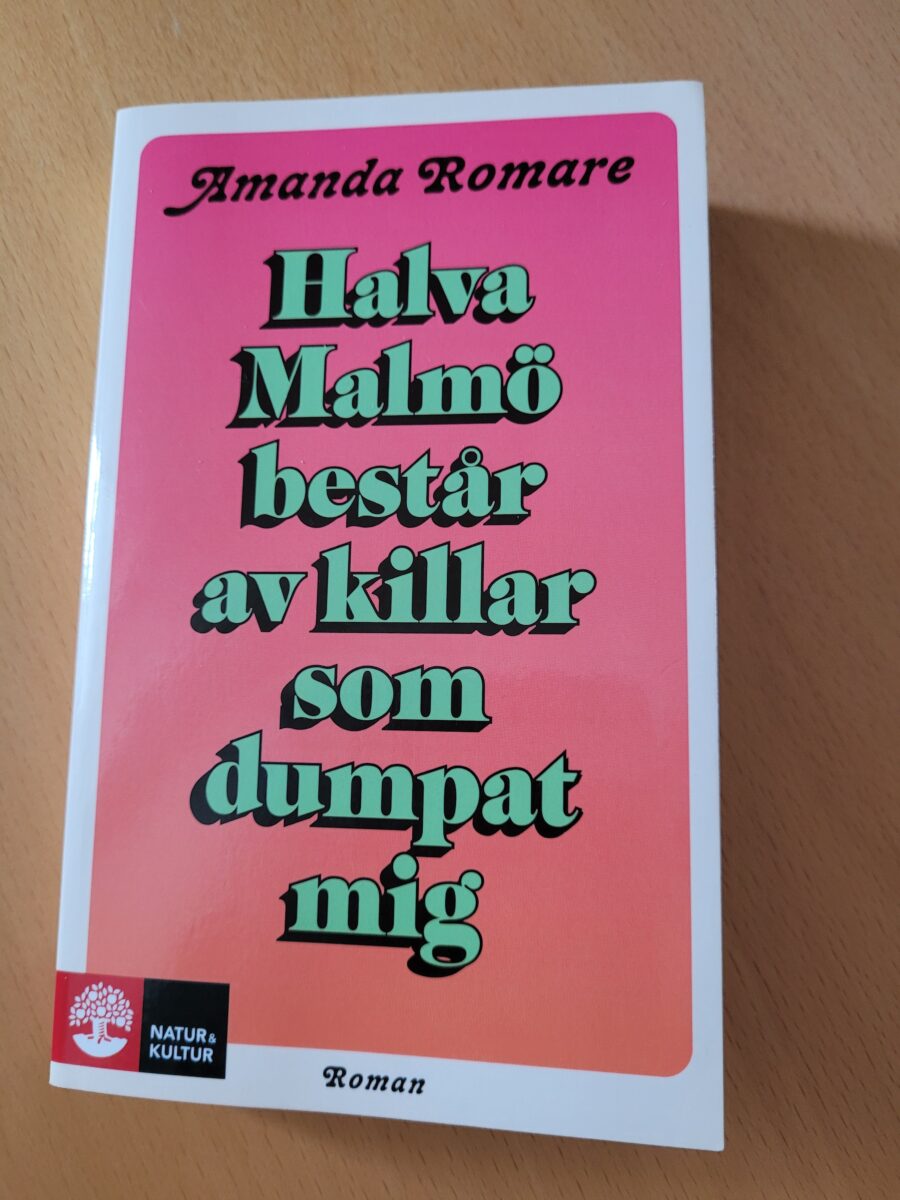 Amanda Romare
Halva
Malmö
består
av killar
som
dumpat
mig
NATUR &
KULTUR
Roman